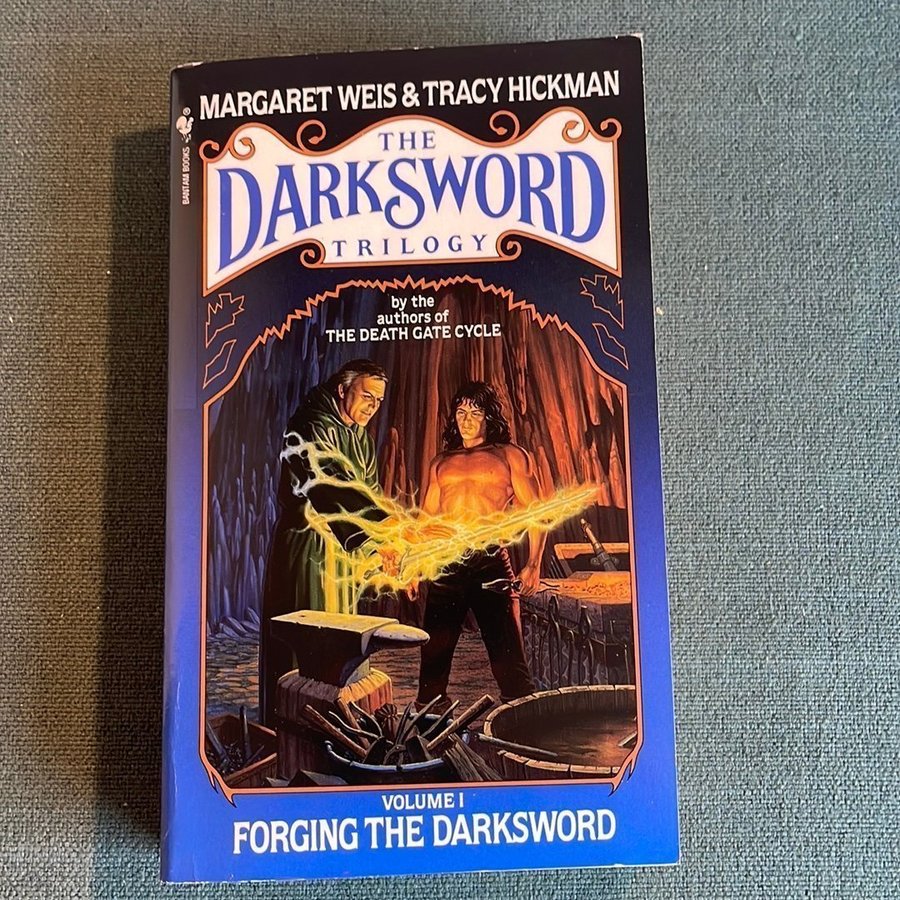 BANTAM BOOKS
MARGARET WEIS & TRACY HICKMAN
THE
DARKSWORD
TRILOGY
by the
authors of
THE DEATH GATE CYCLE
VOLUME I
FORGING THE DARKSWORD